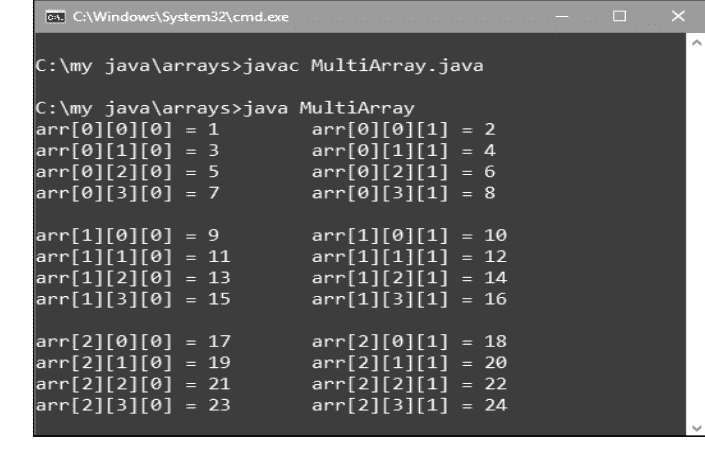 C:\Windows\System32\cmd.exe
C:\my java\arrays>javac MultiArray.java
C:\my java\arrays>java MultiArray
arr[0][0][0] = 1 arr[0][0][1] = 2
arr[0][1][0] = 3 arr[0][1][1] = 4
arr[0][2][0] = 5 arr[0][2][1] = 6
arr[0][3][0] = 7 arr[0][3][1] = 8
arr[1][0][0] = 9 arr[1][0][1] = 10
arr[1][1][0] = 11 arr[1][1][1] = 12
arr[1][2][0] = 13 arr[1][2][1] = 14
arr[1][3][0] = 15 arr[1][3][1] = 16
arr[2][0][0] = 17 arr[2][0][1] = 18
arr[2][1][0] = 19 arr[2][1][1] = 20
arr[2][2][0] = 21 arr[2][2][1] = 22
arr[2][3][0] = 23 arr[2][3][1] = 24